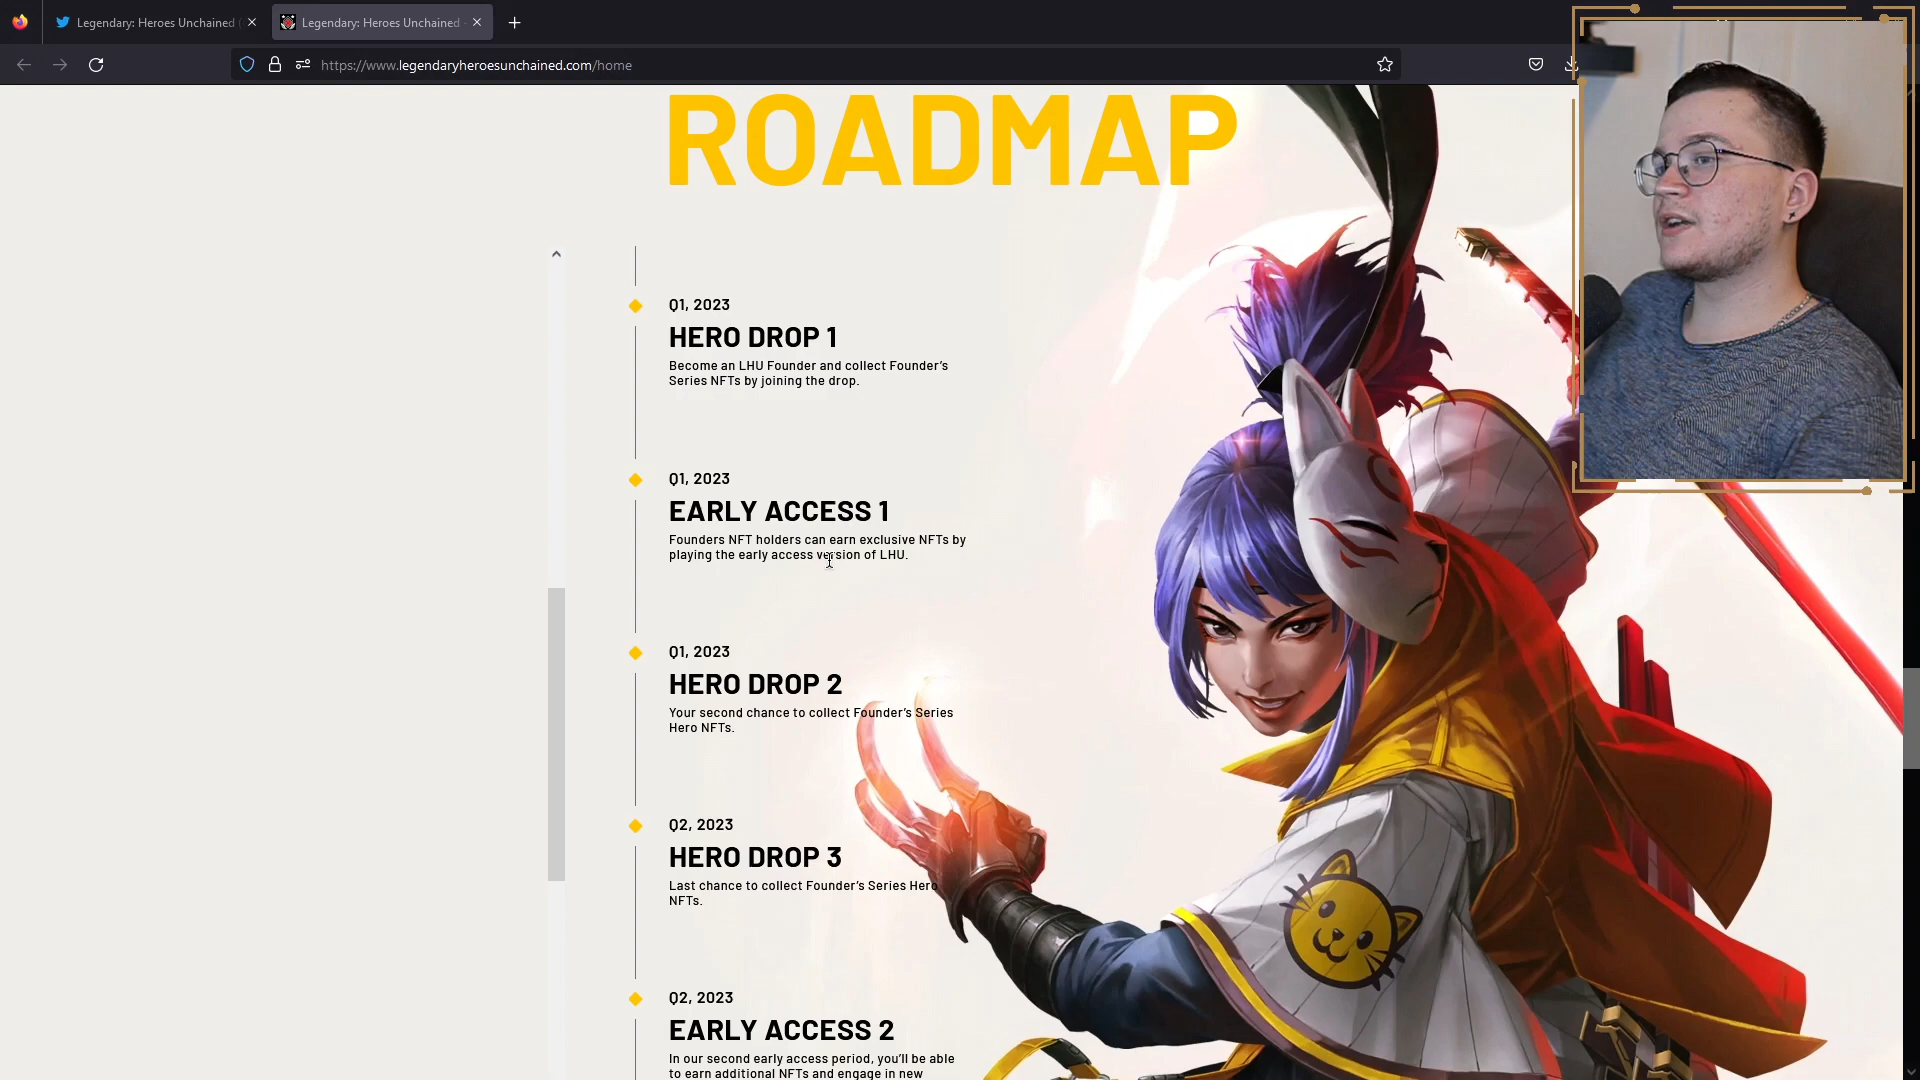 Legendary: Heroes Unchained
Legendary: Heroes Unchained
https://www.legendaryheroesunchained.com/home
ROADMAP
Q1, 2023
HERO DROP 1
Become an LHU Founder and collect Founder's
Series NFTs by joining the drop.
Q1, 2023
EARLY ACCESS 1
Founders NFT holders can earn exclusive NFTs by
playing the early access version of LHU.
Q1, 2023
HERO DROP 2
Your second chance to collect Founder's Series
Hero NFTs.
Q2, 2023
HERO DROP 3
Last chance to collect Founder's Series Hero
NFTs.
Q2, 2023
EARLY ACCESS 2
In our second early access period, you'll be able
to earn additional NFTs and engage in new